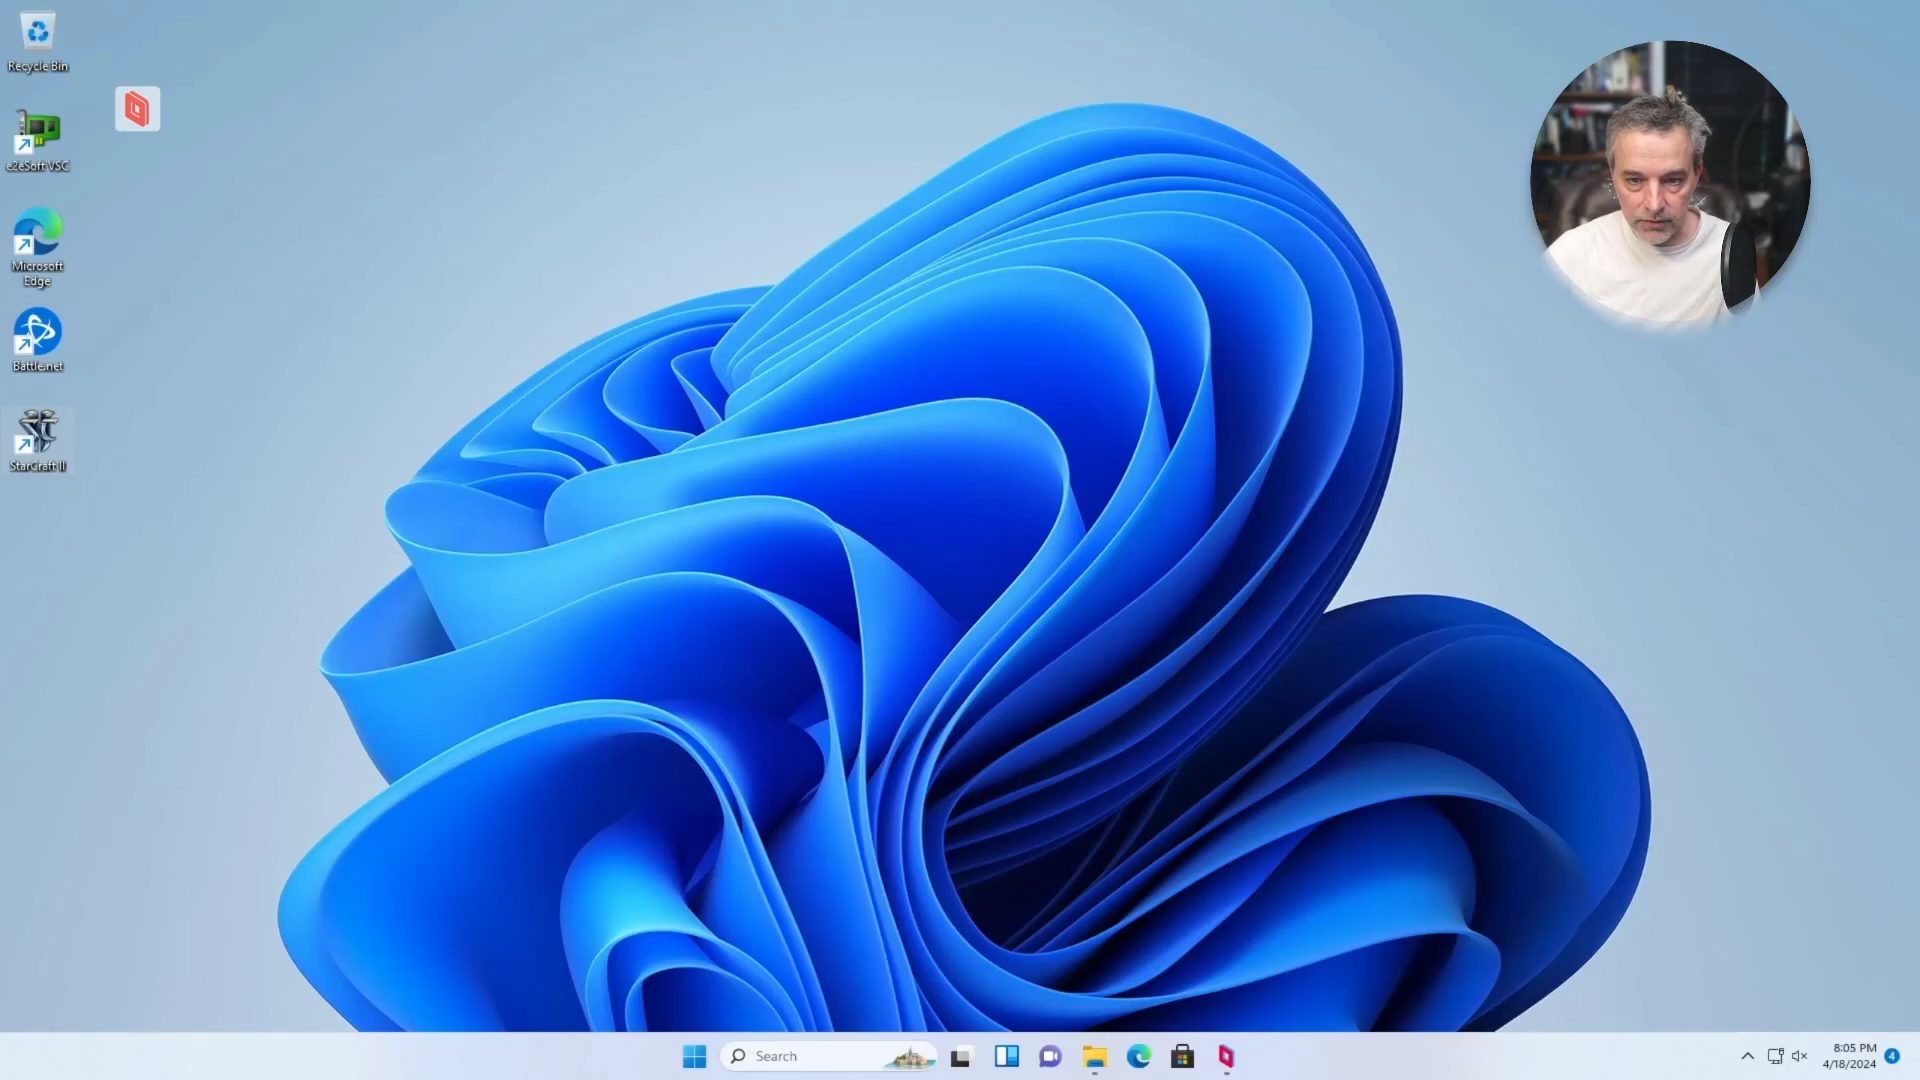 Recycle Bin
e2eSoft VSC
Microsoft
Edge
Battle.net
StarCraft II
Search
8:05 PM
4/18/2024
4